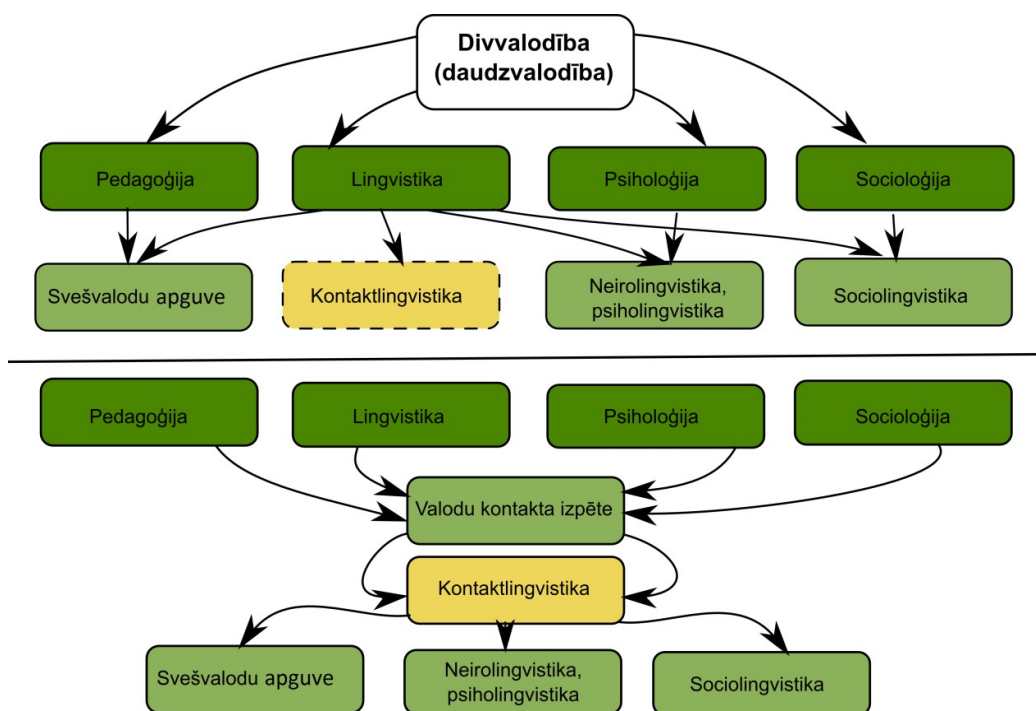 Divvalodība
(daudzvalodība)
Pedagoģija
Lingvistika
Psiholoģija
Socioloģija
Svešvalodu apguve
Kontaktlingvistika
Neirolingvistika,
psiholingvistika
Sociolingvistika
Pedagoģija
Lingvistika
Psiholoģija
Socioloģija
Valodu kontakta izpēte
Kontaktlingvistika
Svešvalodu apguve
Neirolingvistika,
psiholingvistika
Sociolingvistika